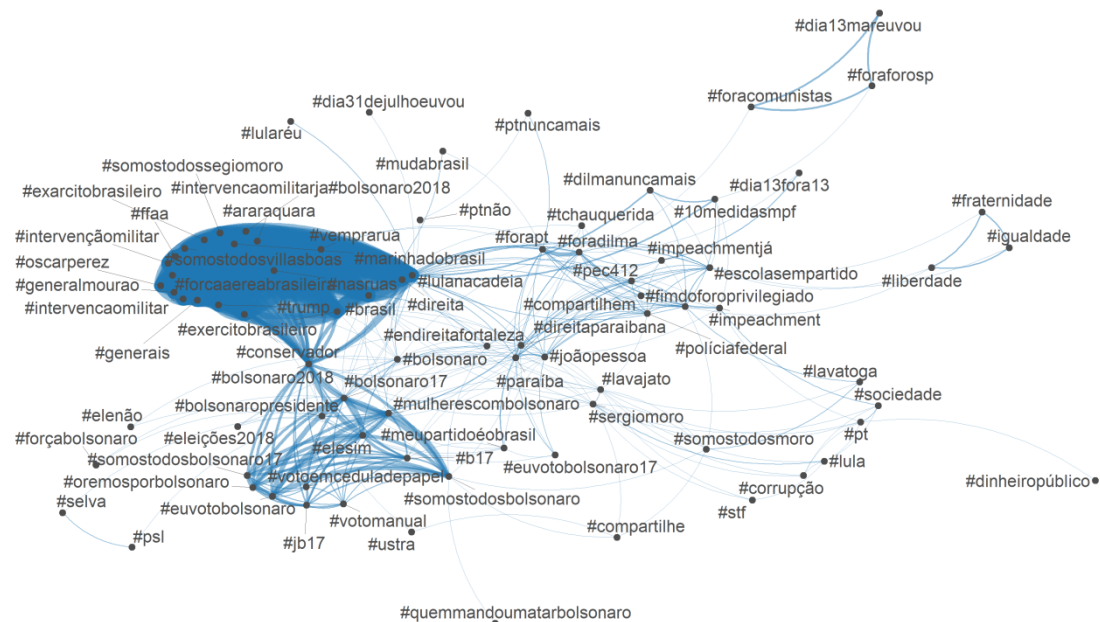 #dia13mareuvou
#foraforosp
#foracomunistas
#dia31dejulhoeuvou
#ptnuncamais
#lularéu
#mudabrasil
#somostodossegiomoro
#exarcitobrasileiro
#intervencaomilitarja
#bolsonaro2018
#dilmanuncamais
#dia13fora13
#fraternidade
#ffaa
#araraquara
#ptnão
#tchauquerida
#10medidasmpf
#igualdade
#intervençãomilitar
#vemprarua
#forapt
#foradilma
#impeachmentjá
#oscarperez
#somostodosvillasboas
#marinhadobrasil
#pec412
#escolasempartido
#generalmourao
#forcaaereabrasileira
#nasruas
#lulanacadeia
#liberdade
#intervencaomilitar
#trump
#brasil
#direita
#compartilhem
#fimdoforoprivilegiado
#exercitobrasileiro
#endireitafortaleza
#direitaparaibana
#impeachment
#generais
#conservador
#bolsonaro
#joãopessoa
#policiafederal
#bolsonaro2018
#bolsonaro17
#paraíba
#lavajato
#lavatoga
#bolsonaropresidente
#mulherescombolsonaro
#sergiomoro
#sociedade
#elenão
#forçabolsonaro
#eleições2018
#elesim
#meupartidoéobrasil
#somostodosmoro
#pt
#somostodosbolsonaro17
#b17
#euvotobolsonaro17
#lula
#oremosporbolsonaro
#votoemceduladepapel
#corrupção
#dinheiropúblico
#selva
#euvotobolsonaro
#somostodosbolsonaro
#stf
#psl
#jb17
#votomanual
#ustra
#compartilhe
#quemmandoumatarbolsonaro